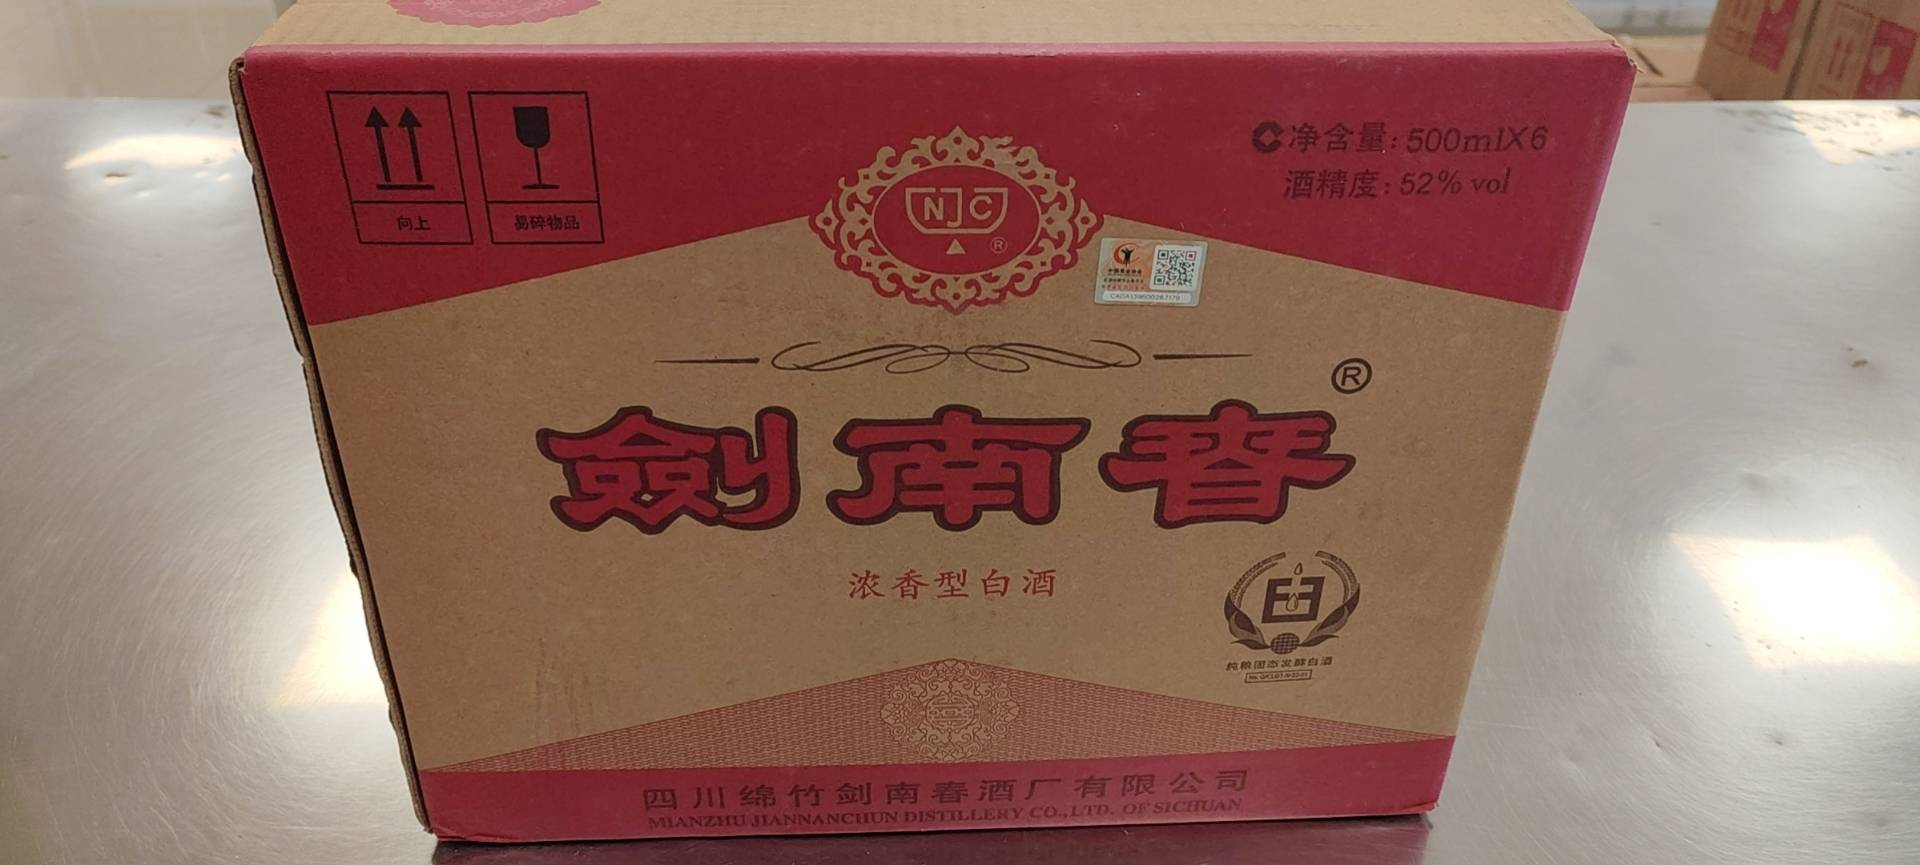 净含量: 500mlX6
酒精度: 52% vol
向上
易碎物品
NJC
®
®
剑南春
浓香型白酒
纯粮固态发酵白酒
四川绵竹剑南春酒厂有限公司
MIANZHU JIANNANCHUN DISTILLERY CO.,LTD. OF SICHUAN